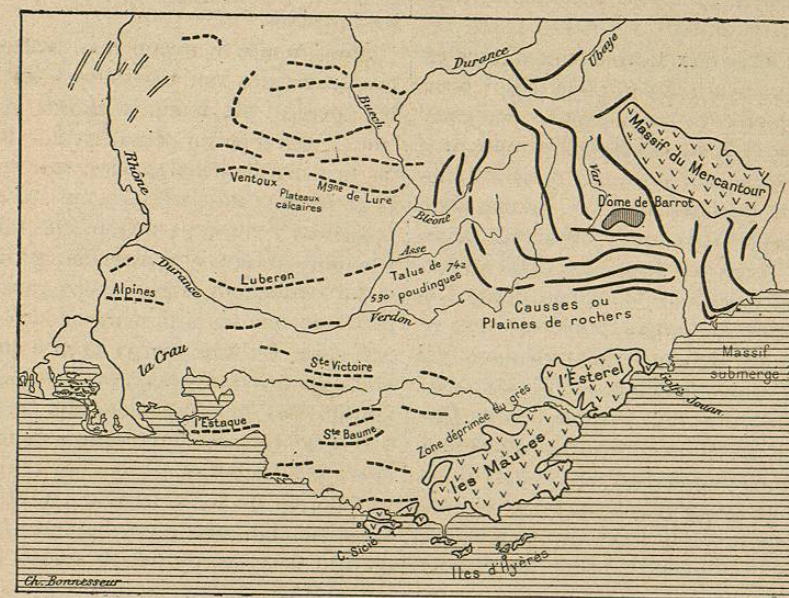 Durance
Ubaye
Buech
Rhône
Massif du Mercantour
Var
Ventoux
Mgne de Lure
Plateaux
calcaires
Dôme de Barrot
Bléone
Asse
Durance
Luberon
Talus de 742
530 poudingues
Alpines
Verdon
Causses ou
Plaines de rochers
la Crau
Ste Victoire
Massif
submergé
l'Esterel
Golfe Jouan
l'Estaque
Ste Baume
Zone déprimée du grès
les Maures
C. Sicié
Iles d'Hyères
Ch. Bonnesseur